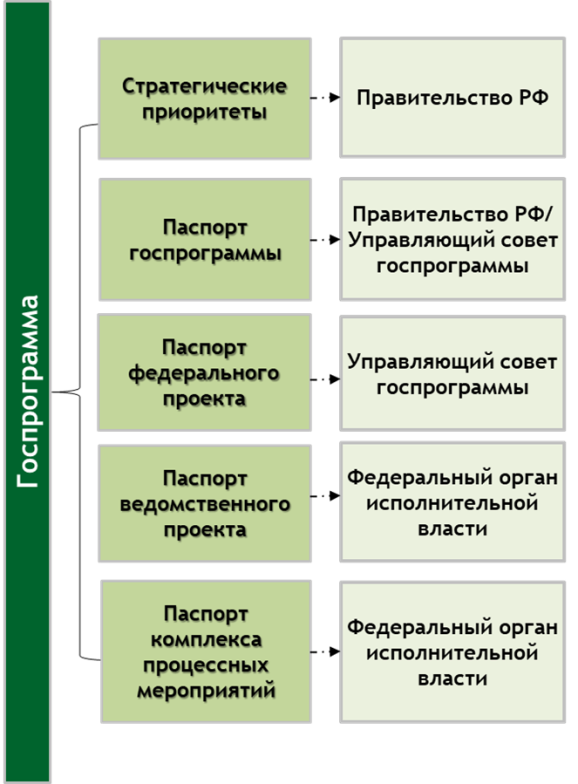 Госпрограмма
Стратегические
приоритеты
Правительство РФ
Паспорт
госпрограммы
Правительство РФ/
Управляющий совет
госпрограммы
Паспорт
федерального
проекта
Управляющий совет
госпрограммы
Паспорт
ведомственного
проекта
Федеральный орган
исполнительной
власти
Паспорт
комплекса
процессных
мероприятий
Федеральный орган
исполнительной
власти